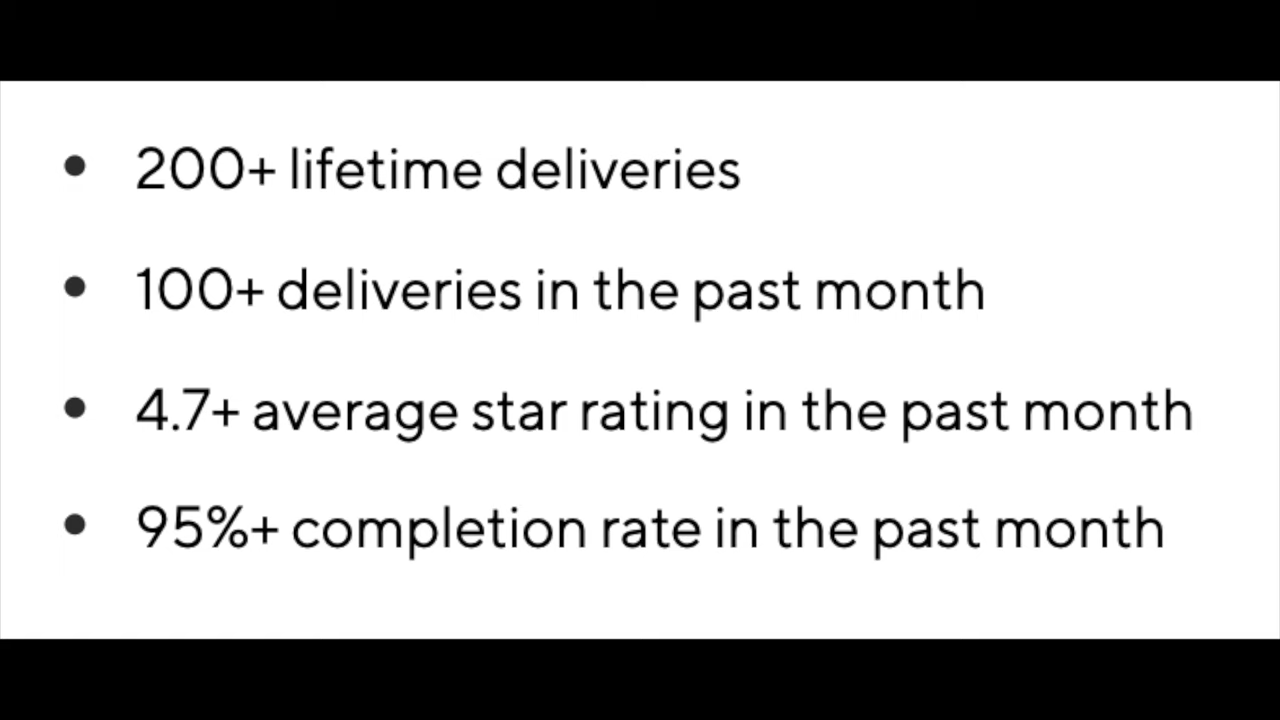 • 200+ lifetime deliveries
• 100+ deliveries in the past month
• 4.7+ average star rating in the past month
• 95%+ completion rate in the past month